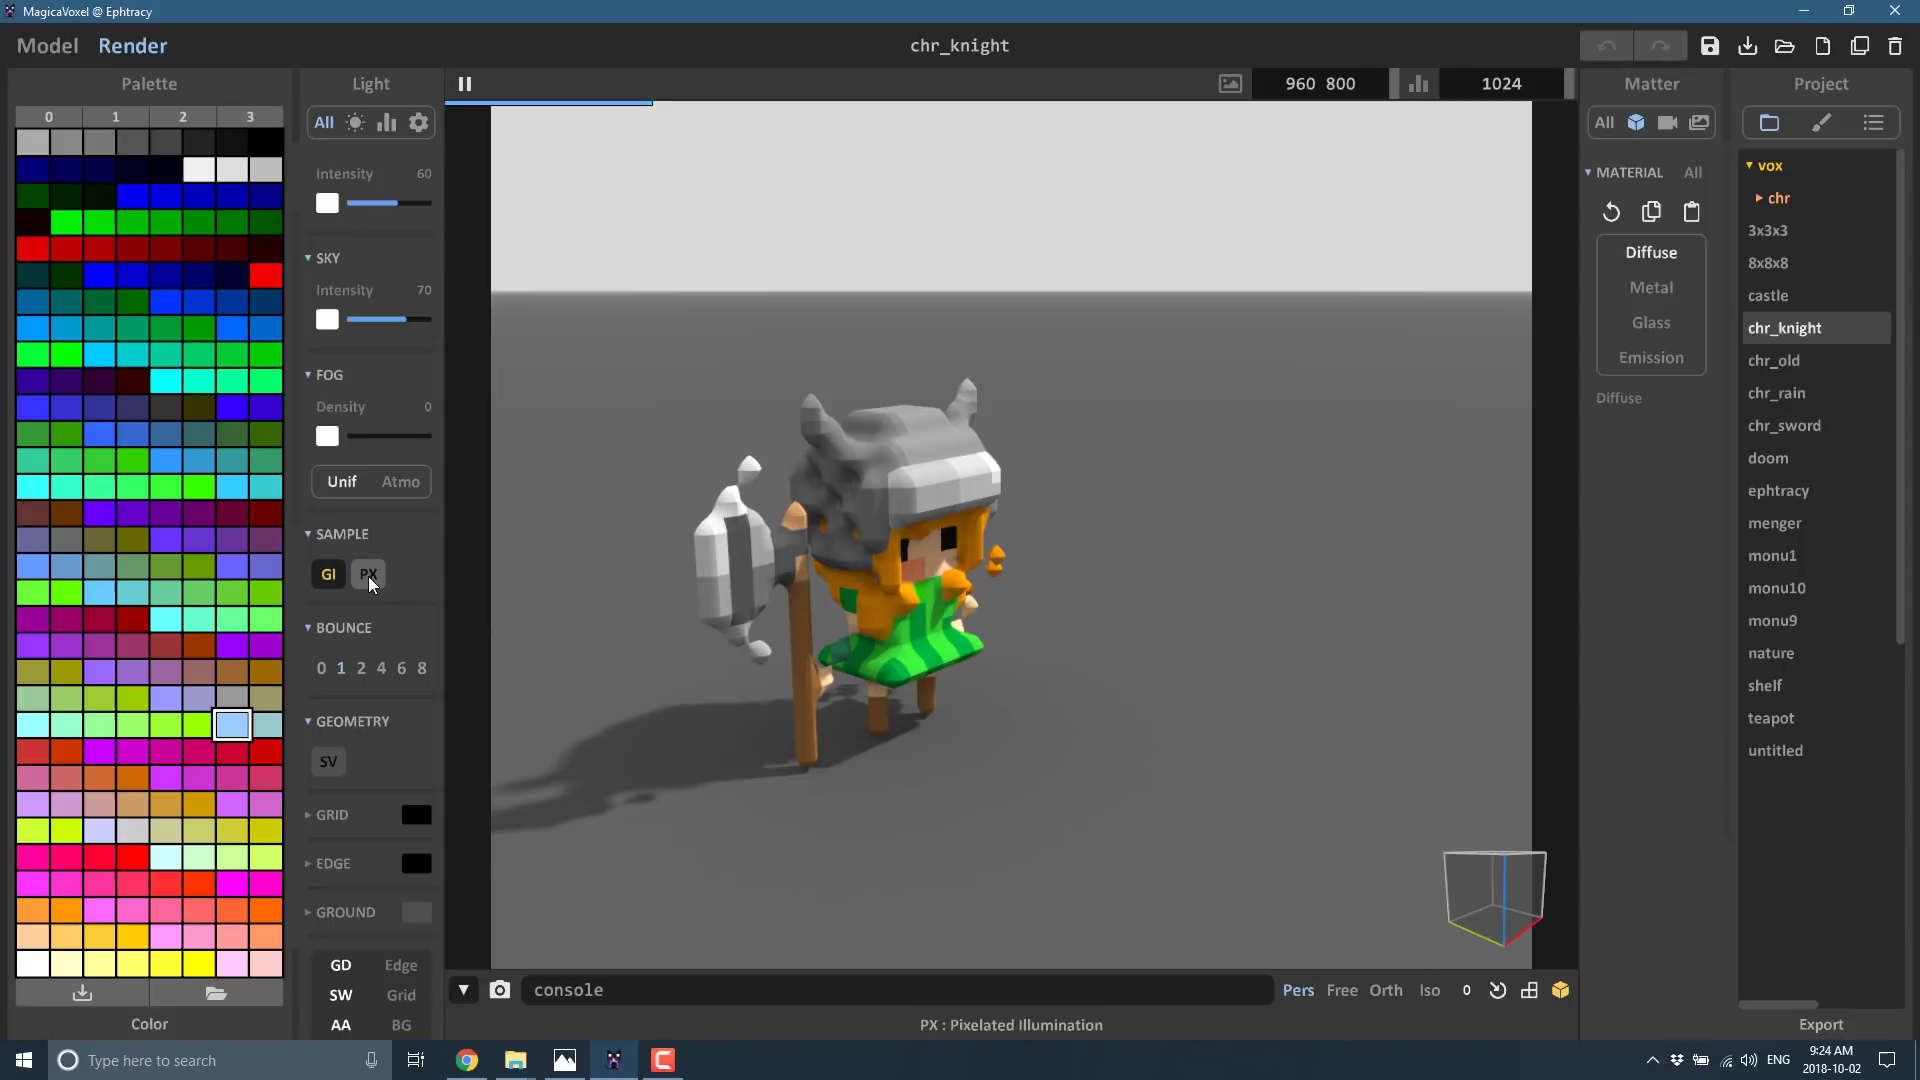 MagicaVoxel @ Ephtracy
Model Render
chr_knight
Palette
0 1 2 3
Color
Light
All
Intensity 60
SKY
Intensity 70
FOG
Density 0
Unif Atmo
SAMPLE
GI PX
BOUNCE
0 1 2 4 6 8
GEOMETRY
SV
GRID
EDGE
GROUND
GD Edge
SW Grid
AA BG
960 800
1024
console
Pers Free Orth Iso 0
PX : Pixelated Illumination
Matter
All
MATERIAL All
Diffuse
Metal
Glass
Emission
Diffuse
Project
vox
chr
3x3x3
8x8x8
castle
chr_knight
chr_old
chr_rain
chr_sword
doom
ephtracy
menger
monu1
monu10
monu9
nature
shelf
teapot
untitled
Export
Type here to search
ENG
9:24 AM
2018-10-02